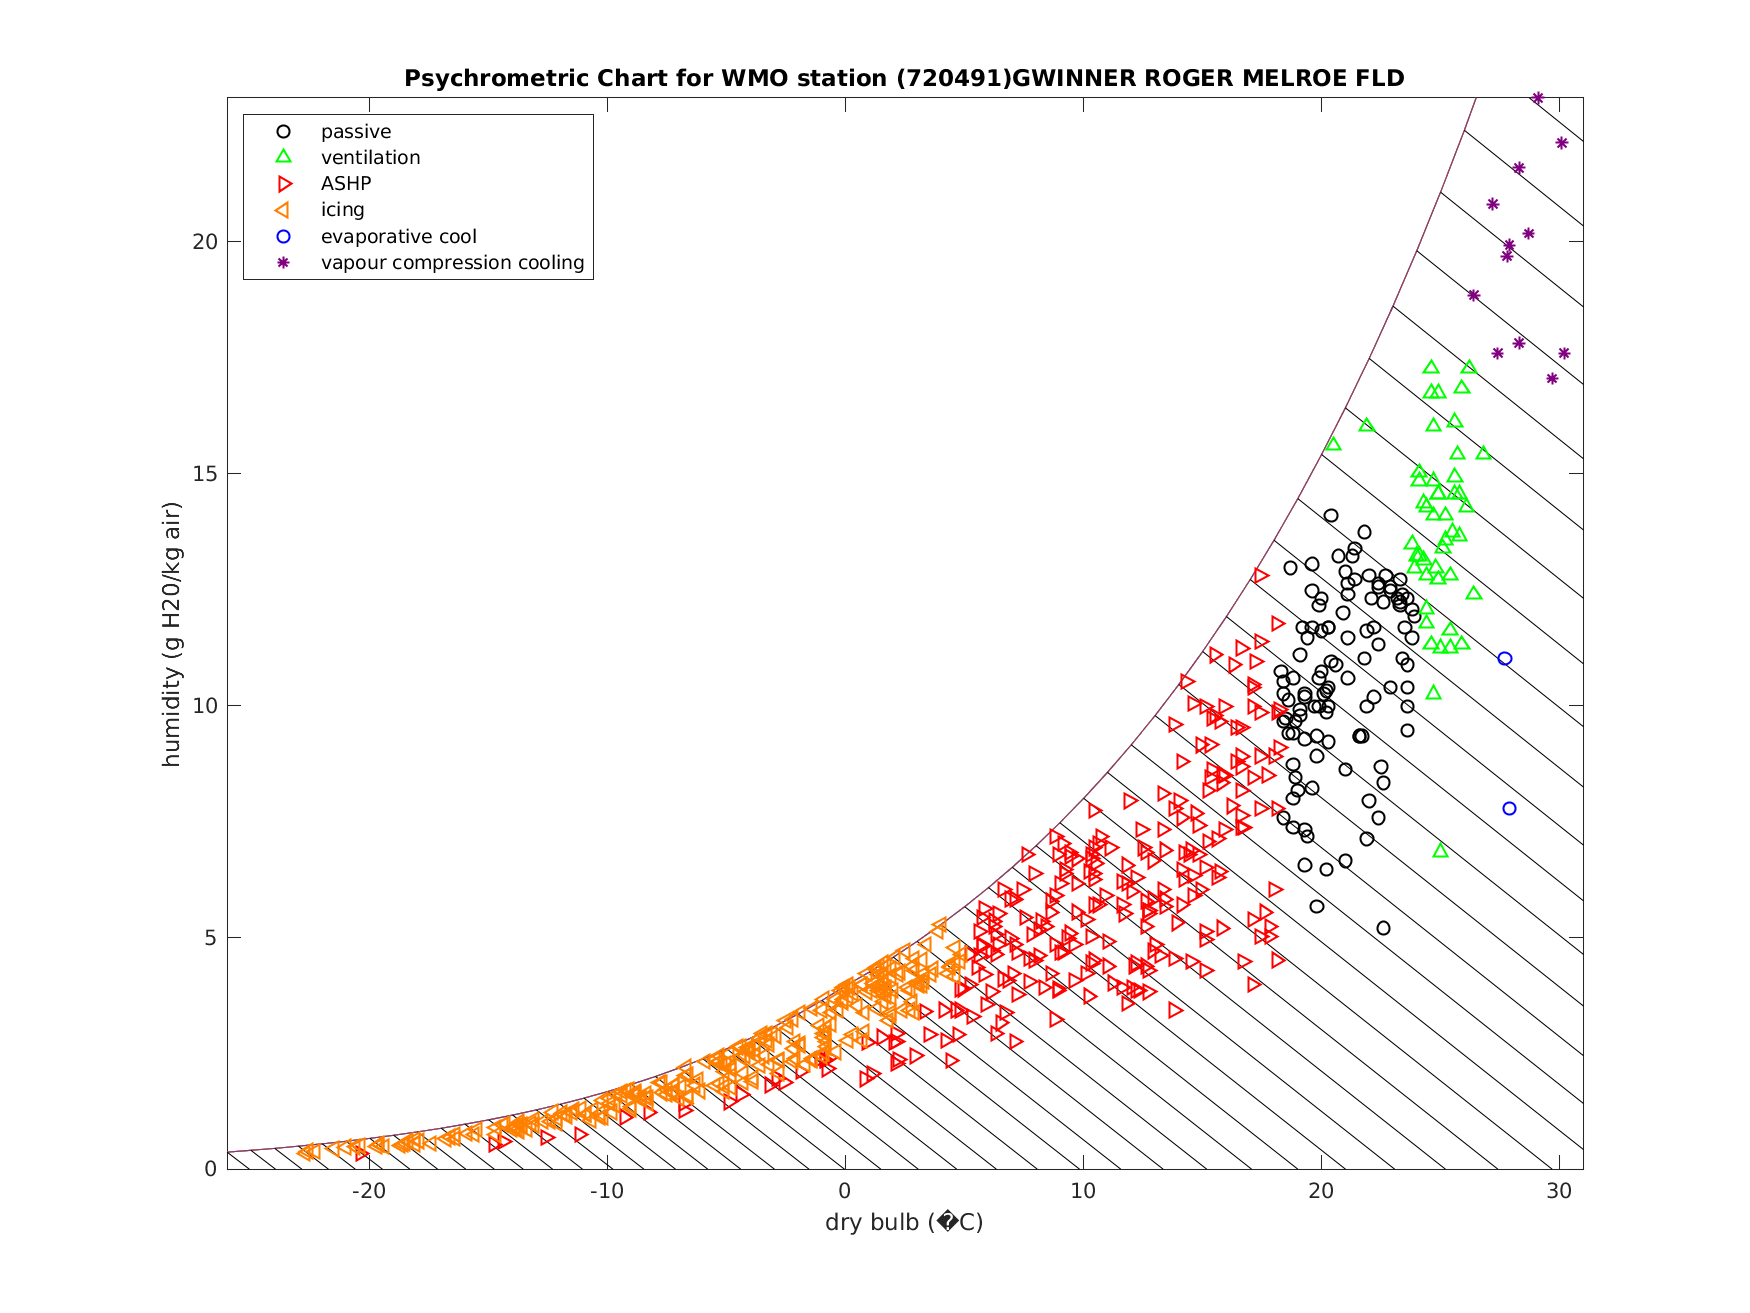 Psychrometric Chart for WMO station (720491)GWINNER ROGER MELROE FLD
passive
ventilation
ASHP
icing
evaporative cool
vapour compression cooling
humidity (g H20/kg air)
20
15
10
5
0
-20
-10
0
10
20
30
dry bulb (�C)